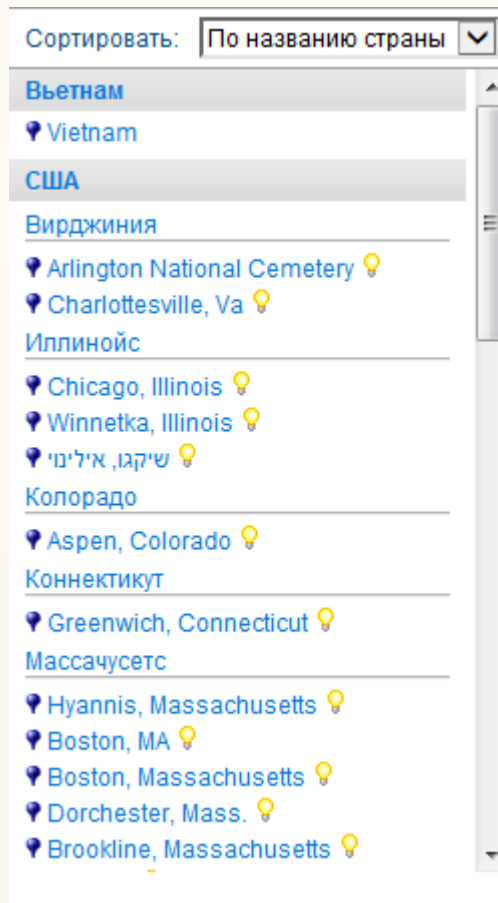 Сортировать: По названию страны
Вьетнам
Vietnam
США
Вирджиния
Arlington National Cemetery
Charlottesville, Va
Иллинойс
Chicago, Illinois
Winnetka, Illinois
שיקגו, אילינוי
Колорадо
Aspen, Colorado
Коннектикут
Greenwich, Connecticut
Массачусетс
Hyannis, Massachusetts
Boston, MA
Boston, Massachusetts
Dorchester, Mass.
Brookline, Massachusetts